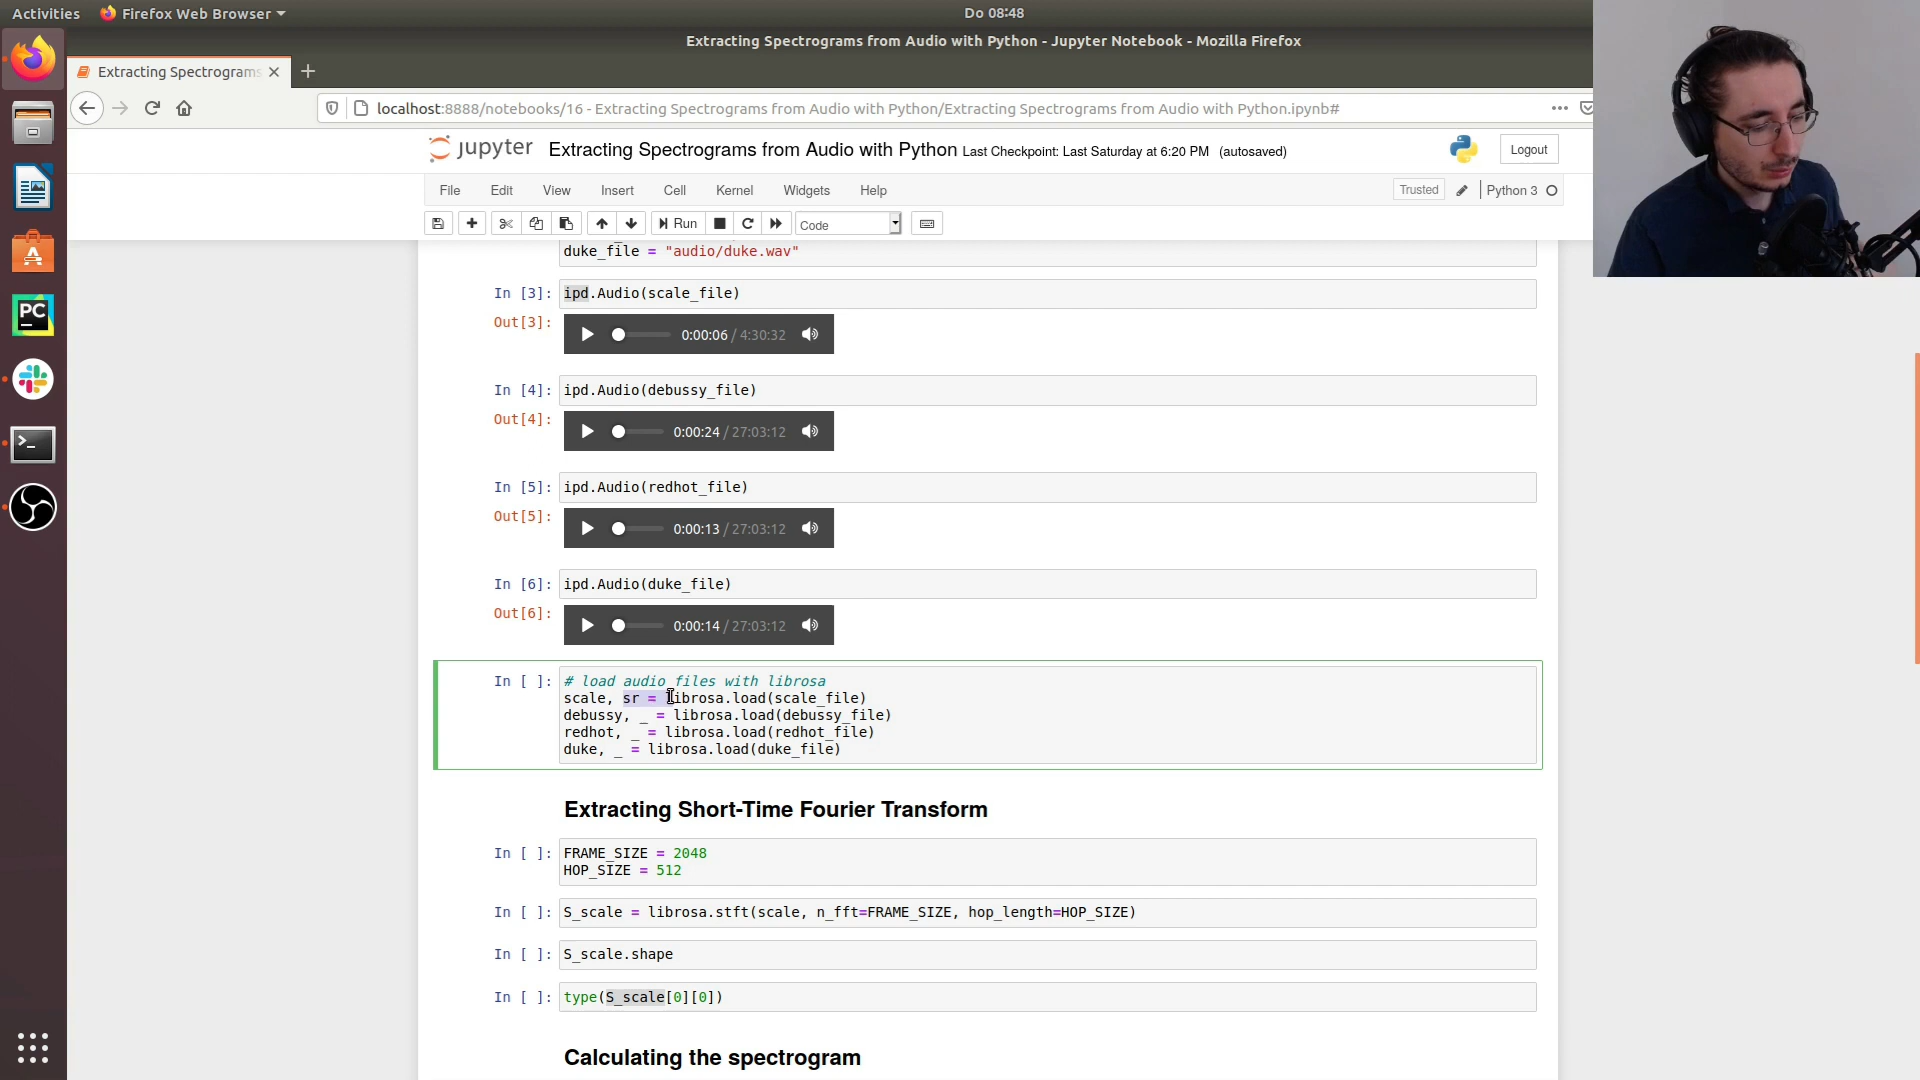 Activities
Firefox Web Browser
Do 08:48
Extracting Spectrograms from Audio with Python - Jupyter Notebook - Mozilla Firefox
Extracting Spectrograms
localhost:8888/notebooks/16 - Extracting Spectrograms from Audio with Python/Extracting Spectrograms from Audio with Python.ipynb#
jupyter Extracting Spectrograms from Audio with Python Last Checkpoint: Last Saturday at 6:20 PM (autosaved)
Logout
File Edit View Insert Cell Kernel Widgets Help
Trusted
Python 3
Run
Code
duke_file = "audio/duke.wav"
In [3]: ipd.Audio(scale_file)
Out[3]:
0:00:06 / 4:30:32
In [4]: ipd.Audio(debussy_file)
Out[4]:
0:00:24 / 27:03:12
In [5]: ipd.Audio(redhot_file)
Out[5]:
0:00:13 / 27:03:12
In [6]: ipd.Audio(duke_file)
Out[6]:
0:00:14 / 27:03:12
In [ ]: # load audio files with librosa
scale, sr = librosa.load(scale_file)
debussy, _ = librosa.load(debussy_file)
redhot, _ = librosa.load(redhot_file)
duke, _ = librosa.load(duke_file)
Extracting Short-Time Fourier Transform
In [ ]: FRAME_SIZE = 2048
HOP_SIZE = 512
In [ ]: S_scale = librosa.stft(scale, n_fft=FRAME_SIZE, hop_length=HOP_SIZE)
In [ ]: S_scale.shape
In [ ]: type(S_scale[0][0])
Calculating the spectrogram
PC